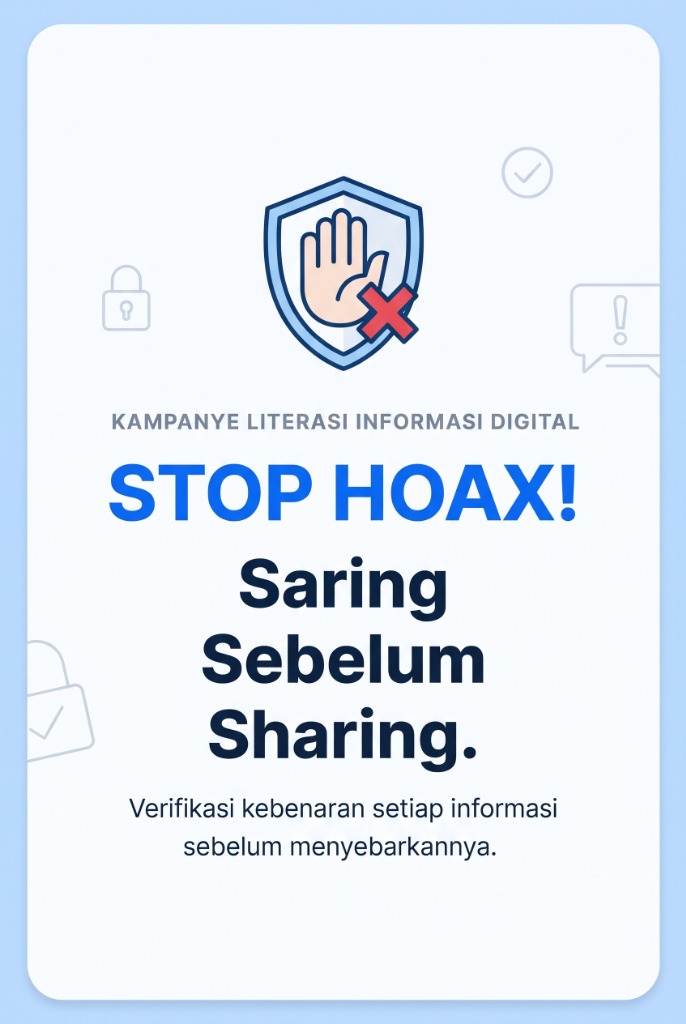 KAMPANYE LITERASI INFORMASI DIGITAL
STOP HOAX!
Saring
Sebelum
Sharing.
Verifikasi kebenaran setiap informasi
sebelum menyebarkannya.